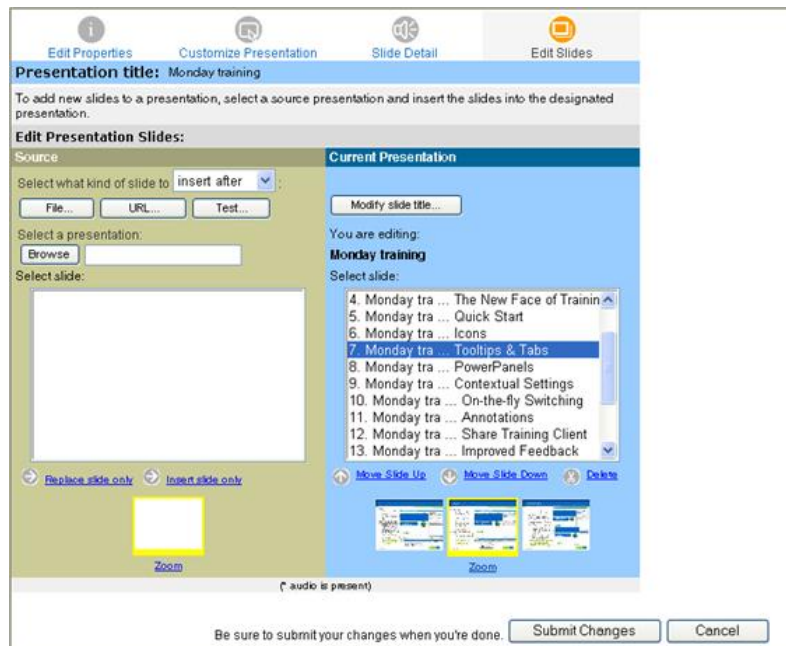 Edit Properties Customize Presentation Slide Detail Edit Slides
Presentation title: Monday training
To add new slides to a presentation, select a source presentation and insert the slides into the designated
presentation.
Edit Presentation Slides:
Source Current Presentation
Select what kind of slide to insert after :
File... URL... Test... Modify slide title...
Select a presentation: You are editing:
Browse Monday training
Select slide: Select slide:
4. Monday tra ... The New Face of Trainin
5. Monday tra ... Quick Start
6. Monday tra ... Icons
7. Monday tra ... Tooltips & Tabs
8. Monday tra ... PowerPanels
9. Monday tra ... Contextual Settings
10. Monday tra ... On-the-fly Switching
11. Monday tra ... Annotations
12. Monday tra ... Share Training Client
13. Monday tra ... Improved Feedback
Replace slide only Insert slide only Move Slide Up Move Slide Down Delete
Zoom Zoom
(* audio is present)
Be sure to submit your changes when you're done. Submit Changes Cancel